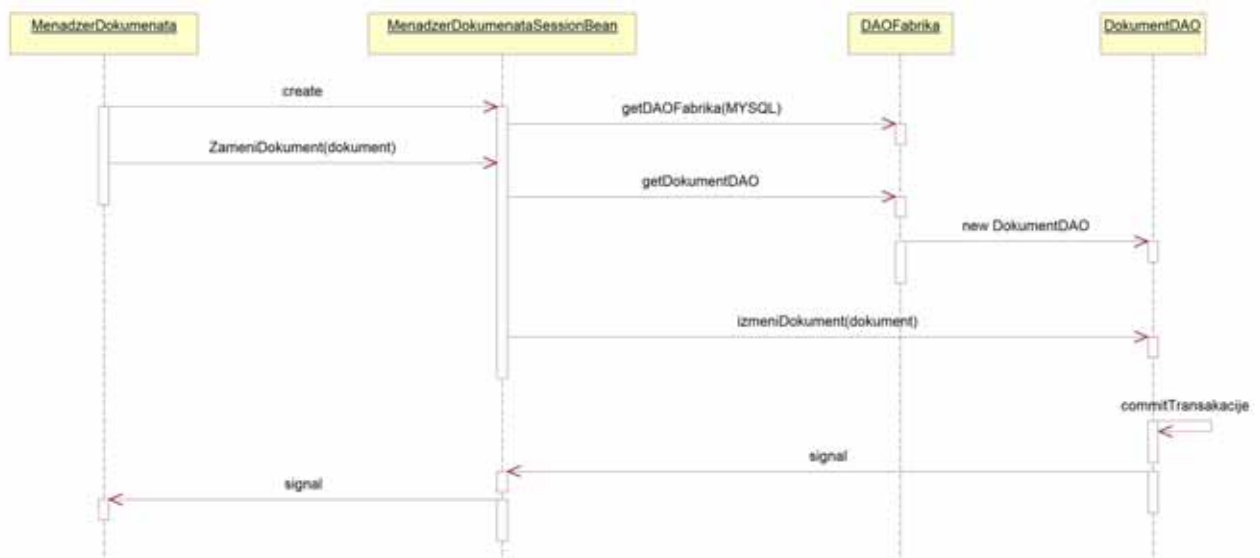 MenadzerDokumenata
MenadzerDokumenataSessionBean
DAOFabrika
DokumentDAO
create
getDAOFabrika(MYSQL)
ZameniDokument(dokument)
getDokumentDAO
new DokumentDAO
izmeniDokument(dokument)
commitTransakacije
signal
signal